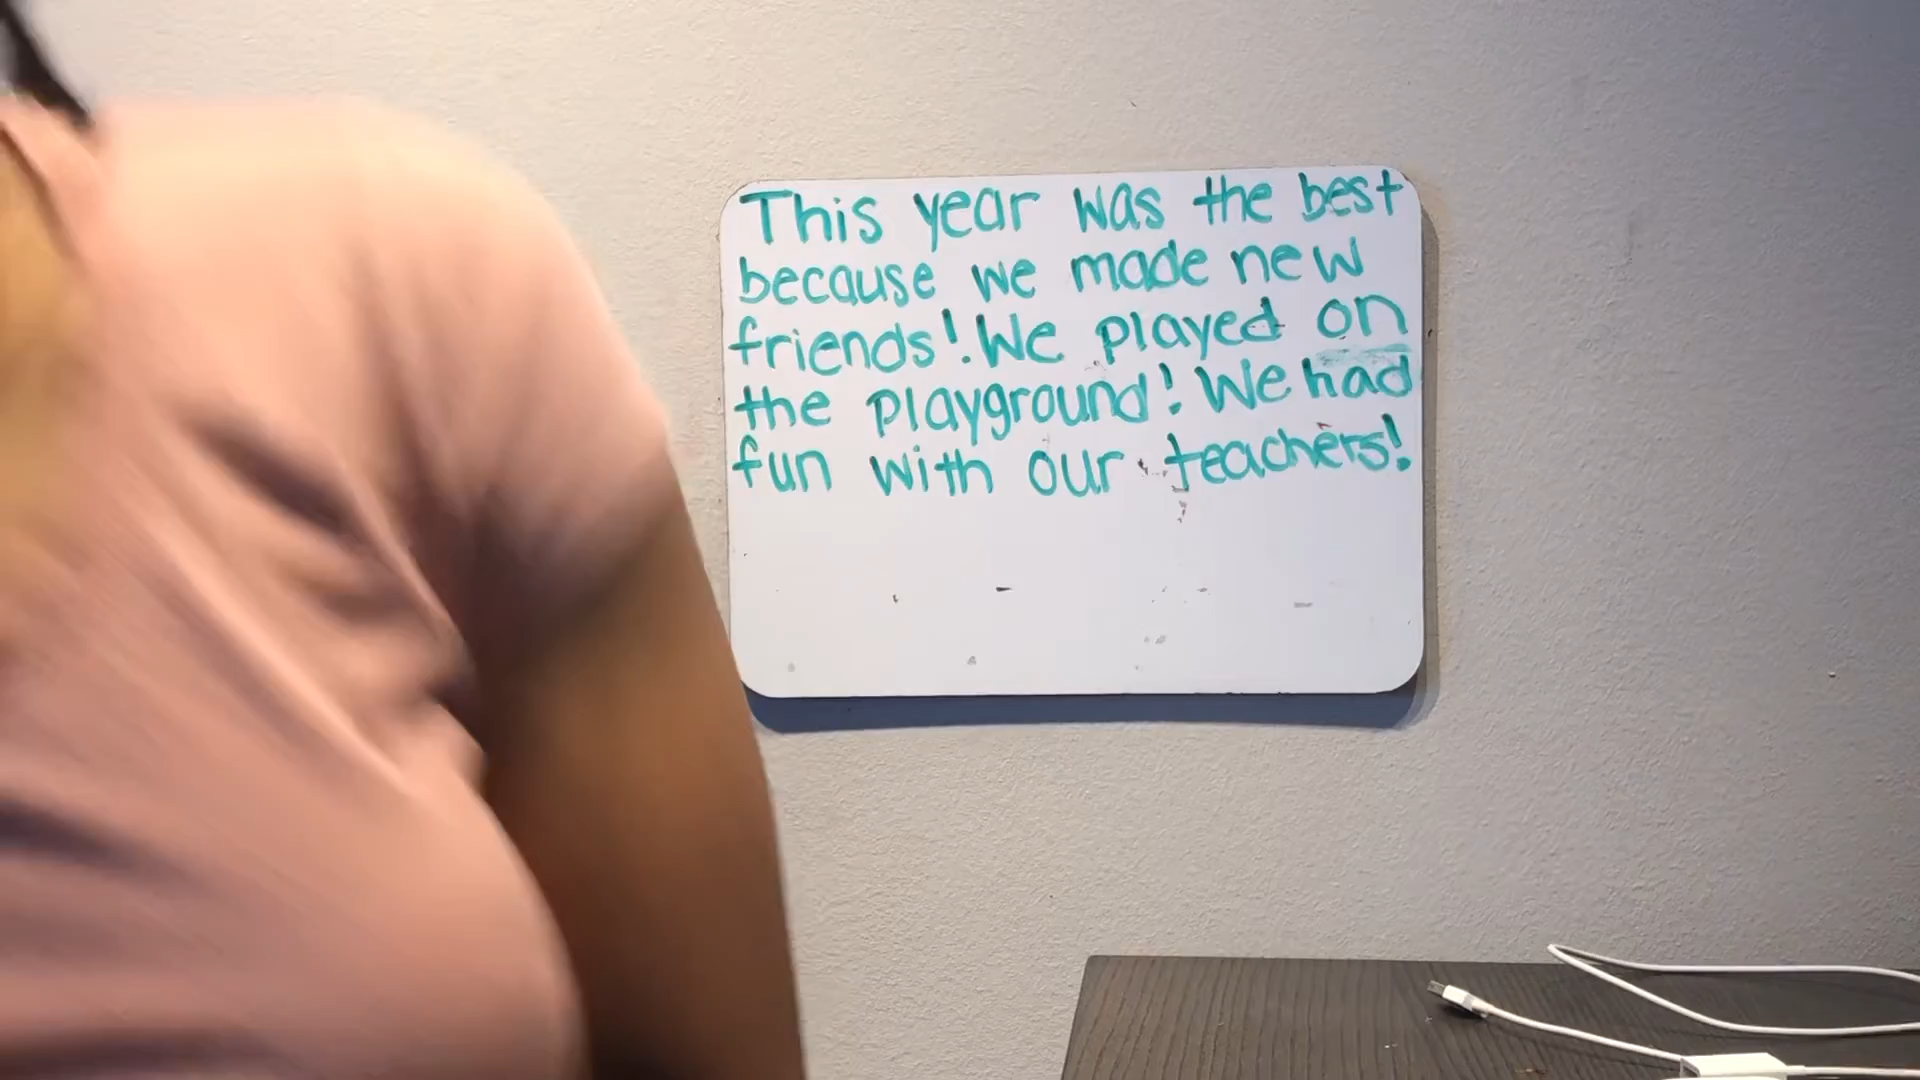 This year was the best
because we made new
friends! We played on
the playground! We had
fun with our teachers!